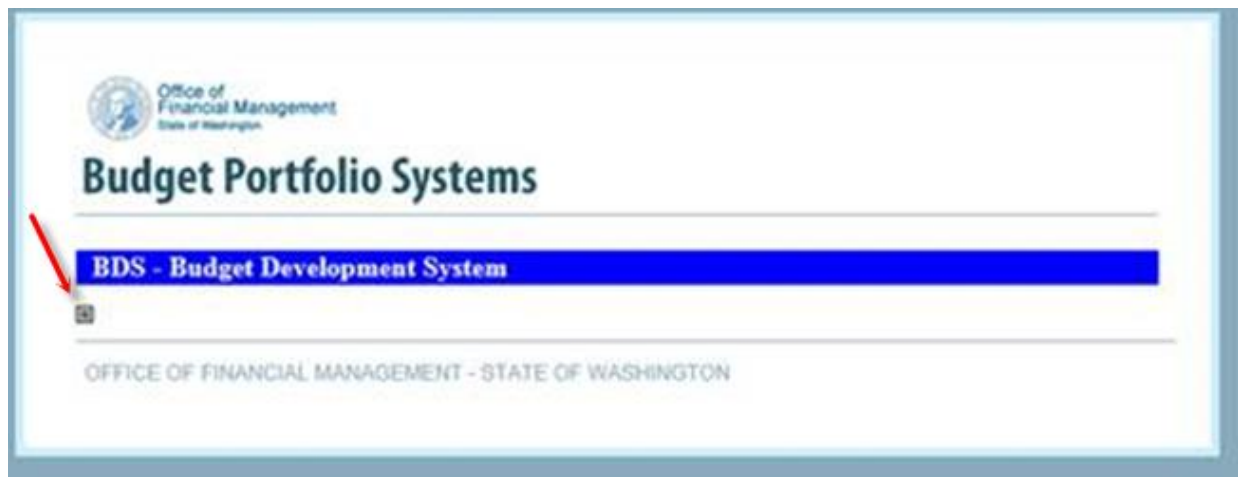 Office of
Financial Management
State of Washington
Budget Portfolio Systems
BDS - Budget Development System
OFFICE OF FINANCIAL MANAGEMENT - STATE OF WASHINGTON